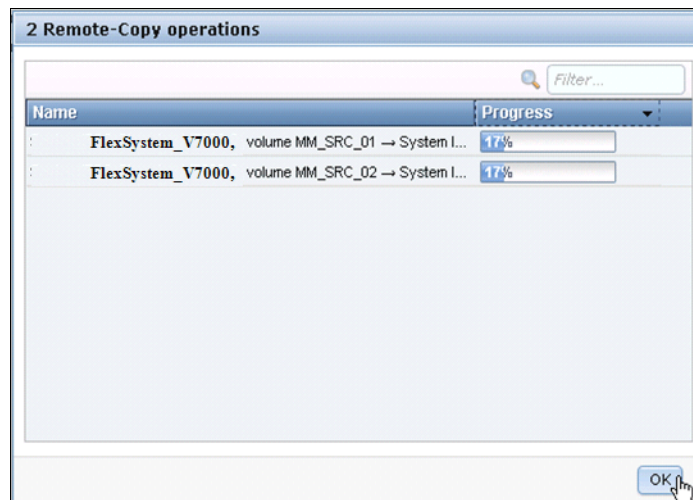 2 Remote-Copy operations
Filter...
Name Progress
FlexSystem_V7000, volume MM_SRC_01 → System I... 17%
FlexSystem_V7000, volume MM_SRC_02 → System I... 17%
OK